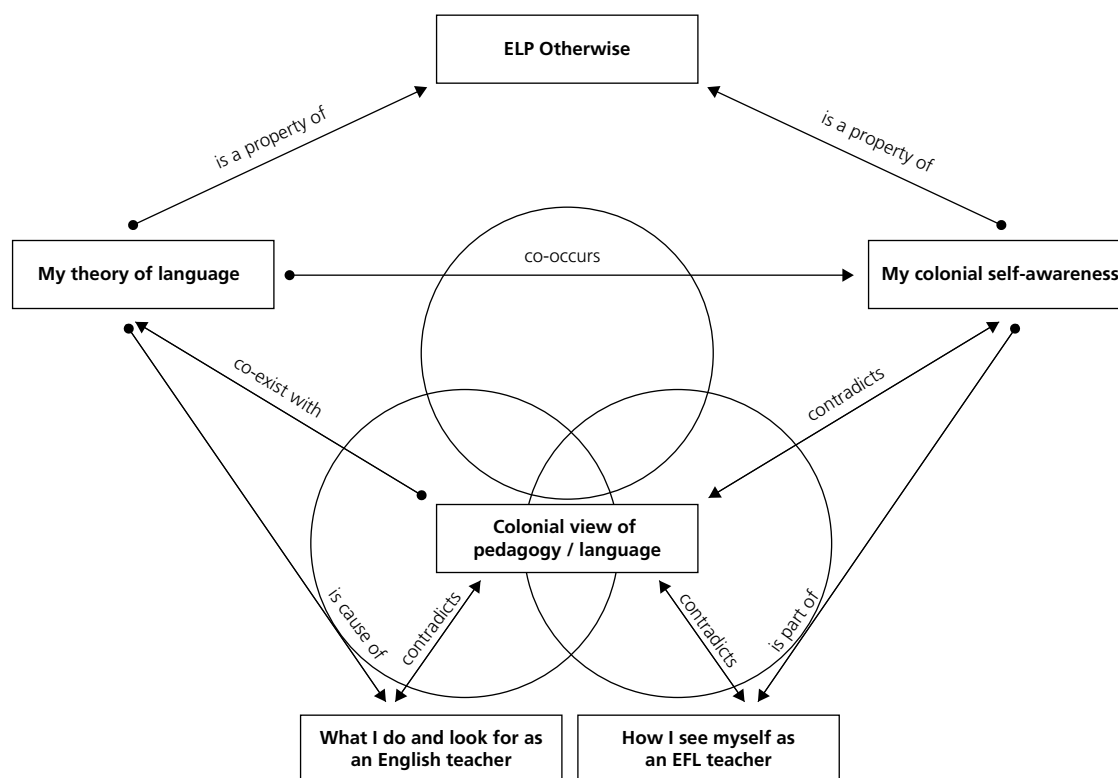 ELP Otherwise
is a property of
is a property of
My theory of language
co-occurs
My colonial self-awareness
co-exist with
contradicts
Colonial view of
pedagogy / language
is cause of
contradicts
contradicts
is part of
What I do and look for as
an English teacher
How I see myself as
an EFL teacher